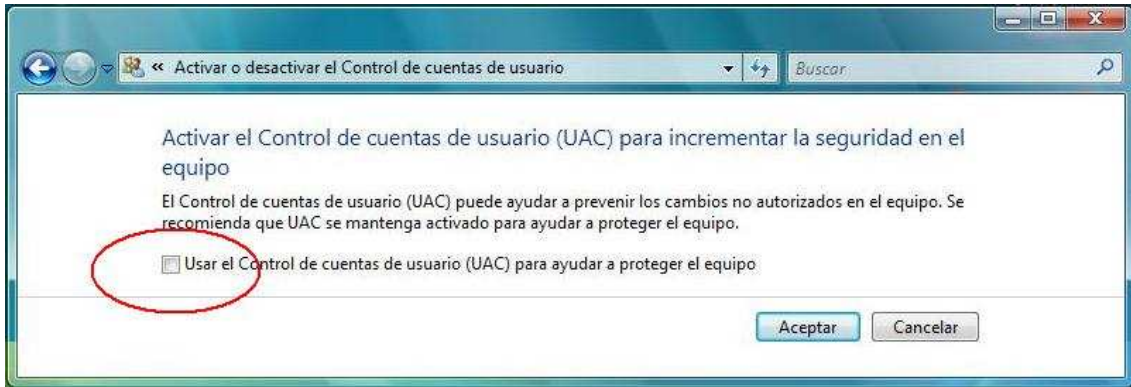 « Activar o desactivar el Control de cuentas de usuario
Buscar
Activar el Control de cuentas de usuario (UAC) para incrementar la seguridad en el
equipo
El Control de cuentas de usuario (UAC) puede ayudar a prevenir los cambios no autorizados en el equipo. Se
recomienda que UAC se mantenga activado para ayudar a proteger el equipo.
Usar el Control de cuentas de usuario (UAC) para ayudar a proteger el equipo
Aceptar
Cancelar